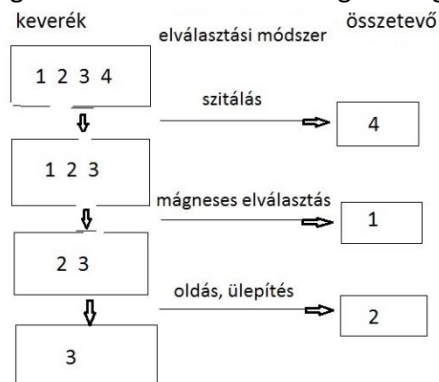 keverék
elválasztási módszer
összetevő
1 2 3 4
szitálás
4
1 2 3
mágneses elválasztás
1
2 3
oldás, ülepítés
2
3